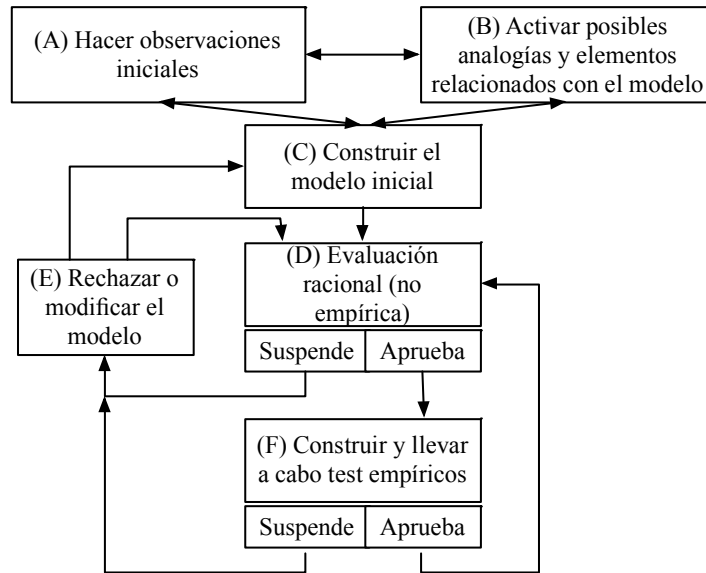 (A) Hacer observaciones
iniciales
(B) Activar posibles
analogías y elementos
relacionados con el modelo
(C) Construir el
modelo inicial
(D) Evaluación
racional (no
empírica)
(E) Rechazar o
modificar el
modelo
Suspende
Aprueba
(F) Construir y llevar
a cabo test empíricos
Suspende
Aprueba